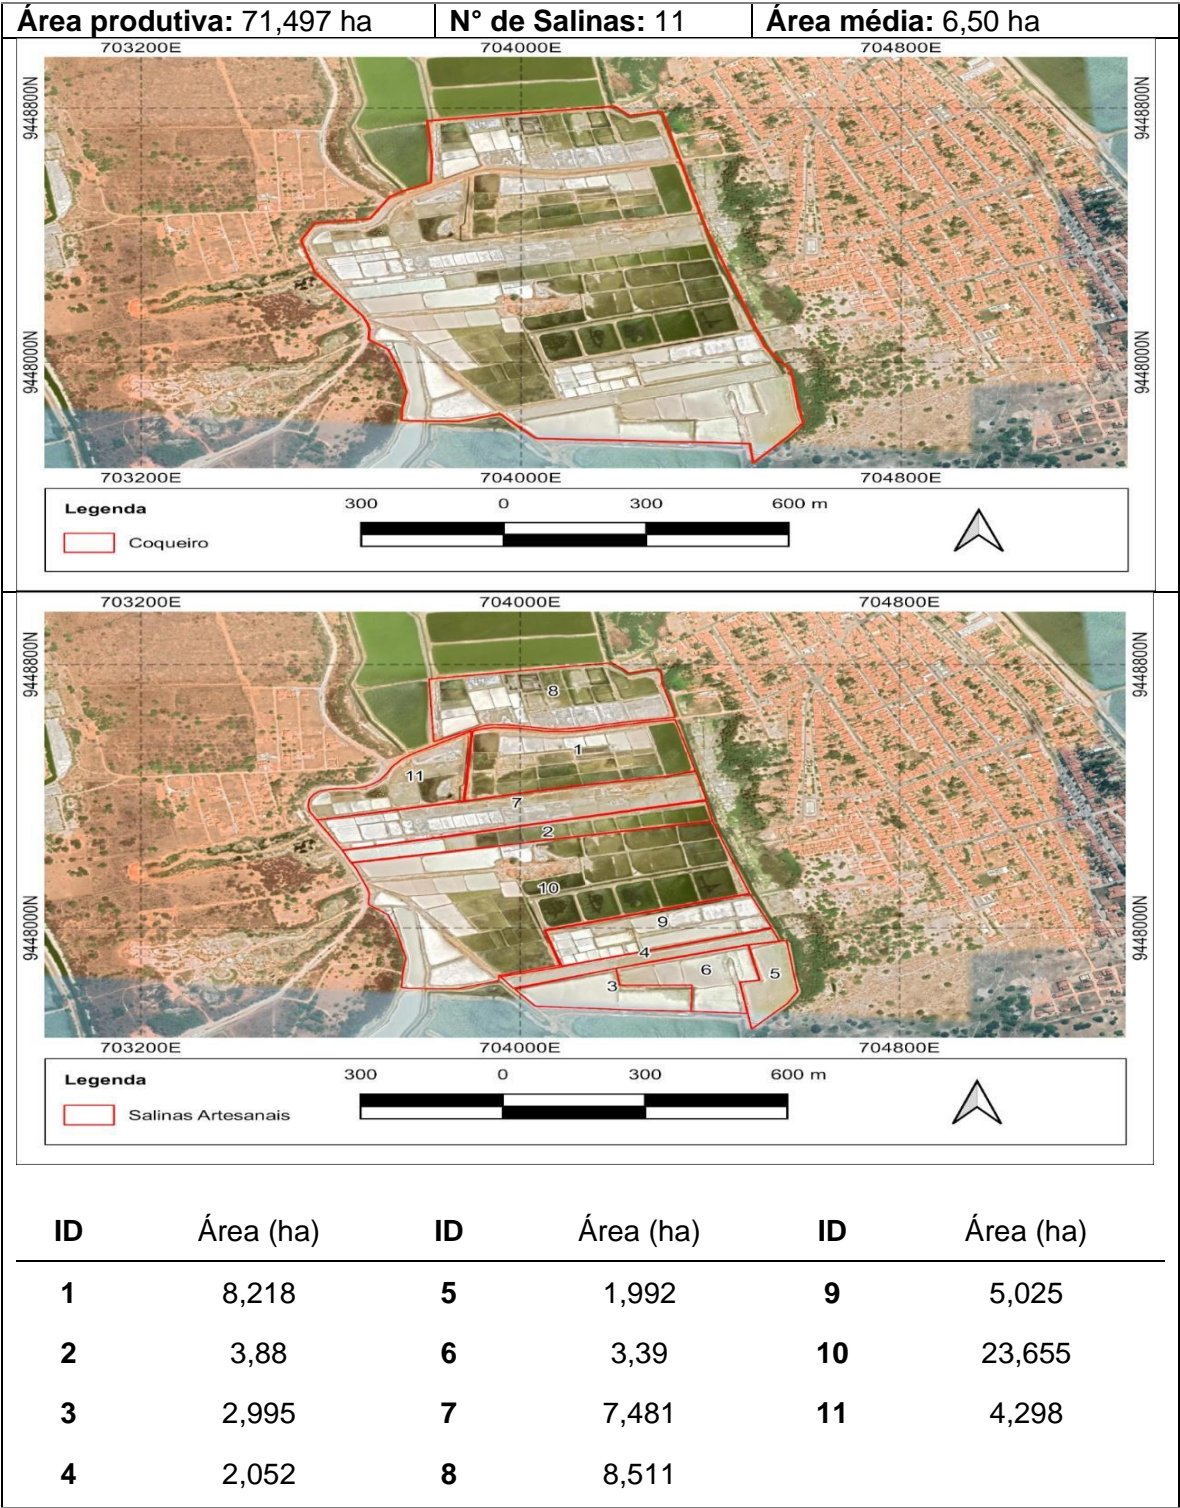 Área produtiva: 71,497 ha N° de Salinas: 11 Área média: 6,50 ha
703200E 704000E 704800E
9448800N 9448800N
9448000N 9448000N
703200E 704000E 704800E
Legenda 300 0 300 600 m
Coqueiro
703200E 704000E 704800E
9448800N 9448800N
8
1
11
7
2
10
9448000N 9448000N
9
4
6
5
3
703200E 704000E 704800E
Legenda 300 0 300 600 m
Salinas Artesanais
ID Área (ha) ID Área (ha) ID Área (ha)
1 8,218 5 1,992 9 5,025
2 3,88 6 3,39 10 23,655
3 2,995 7 7,481 11 4,298
4 2,052 8 8,511